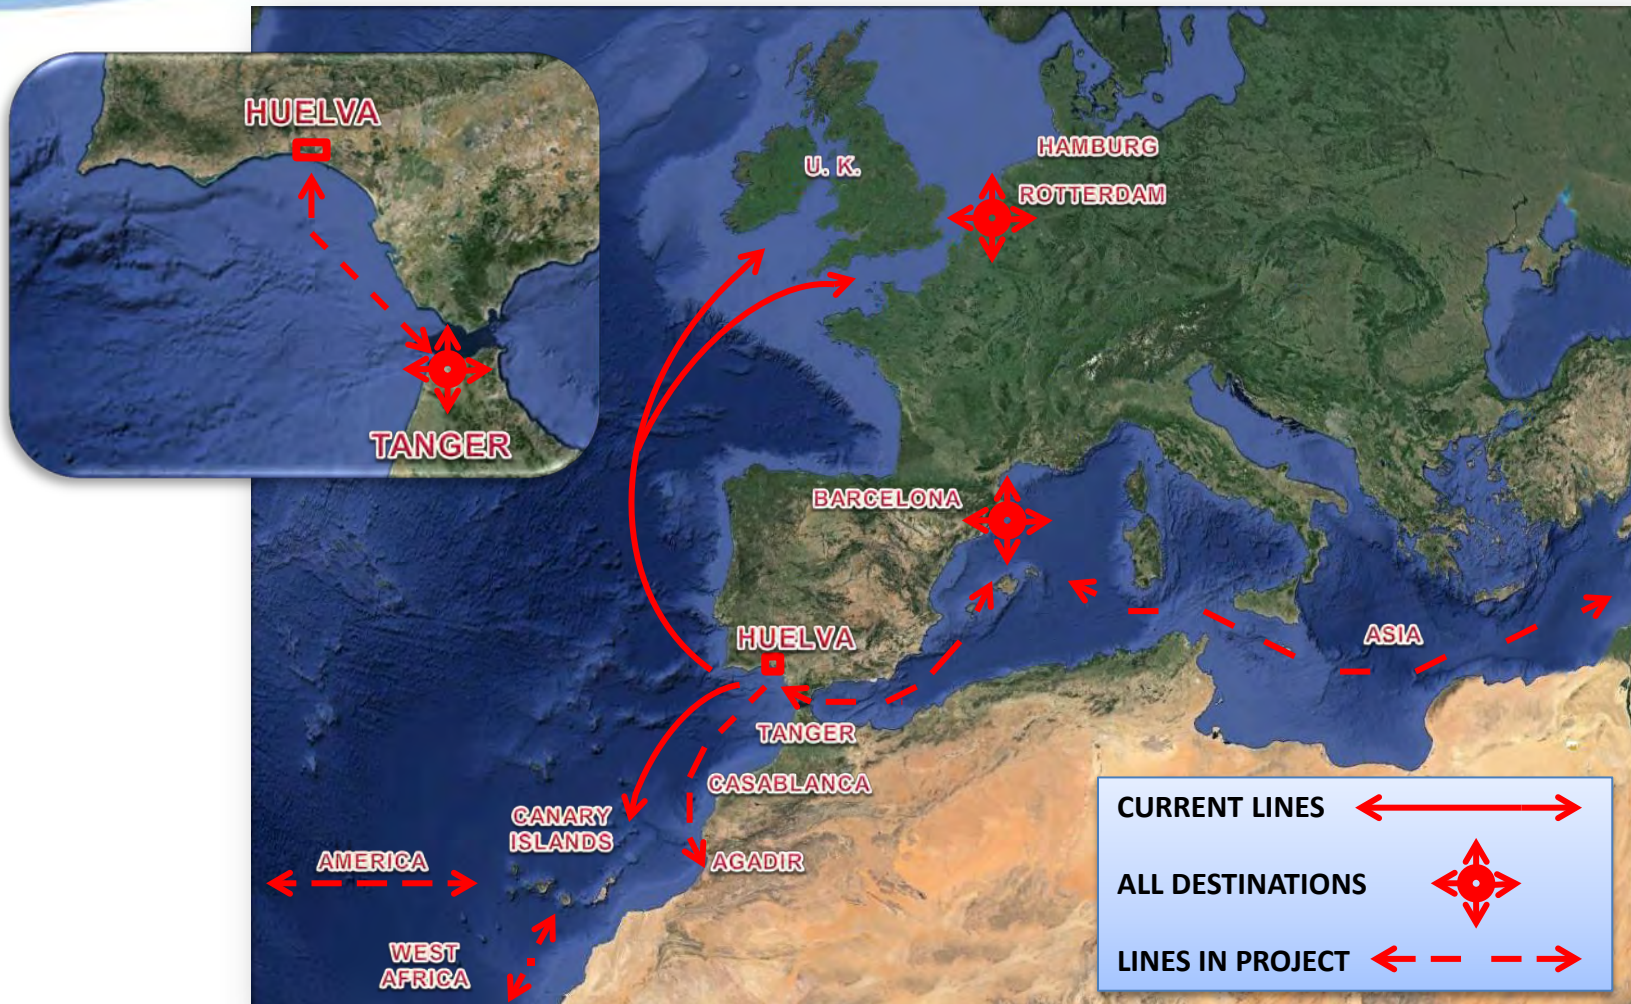 HUELVA
TANGER
U. K.
HAMBURG
ROTTERDAM
BARCELONA
HUELVA
ASIA
TANGER
CASABLANCA
CANARY
ISLANDS
AGADIR
AMERICA
WEST
AFRICA
CURRENT LINES
ALL DESTINATIONS
LINES IN PROJECT